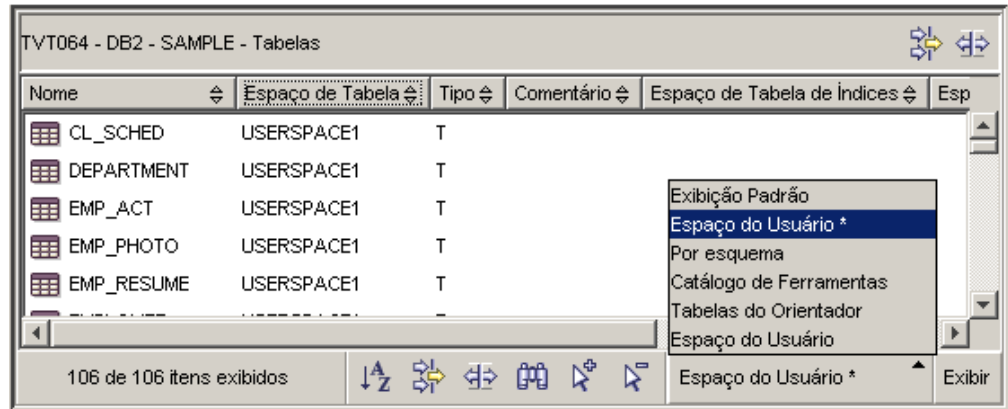 TVT064 - DB2 - SAMPLE - Tabelas
Nome Espaço de Tabela Tipo Comentário Espaço de Tabela de Índices Esp
CL_SCHED USERSPACE1 T
DEPARTMENT USERSPACE1 T
EMP_ACT USERSPACE1 T
EMP_PHOTO USERSPACE1 T
EMP_RESUME USERSPACE1 T
Exibição Padrão
Espaço do Usuário *
Por esquema
Catálogo de Ferramentas
Tabelas do Orientador
Espaço do Usuário
106 de 106 itens exibidos Espaço do Usuário * Exibir